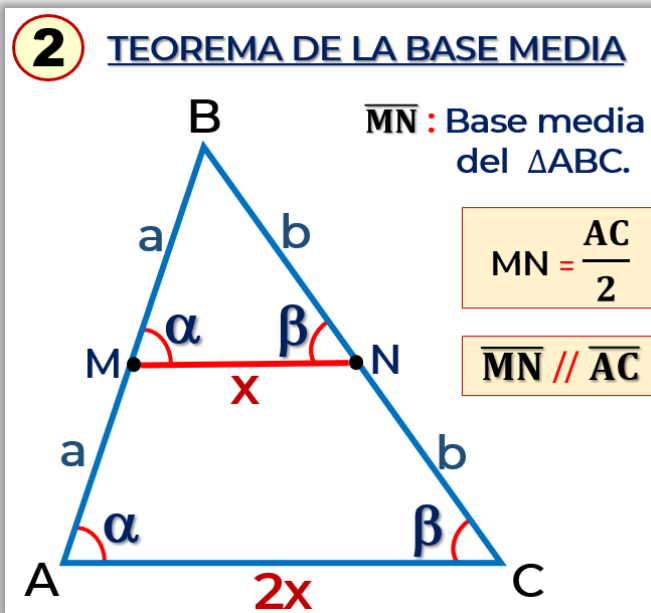 2 TEOREMA DE LA BASE MEDIA
B
MN : Base media
del ΔABC.
a b
MN = AC/2
α β
M N
x
MN // AC
a b
α β
A C
2x